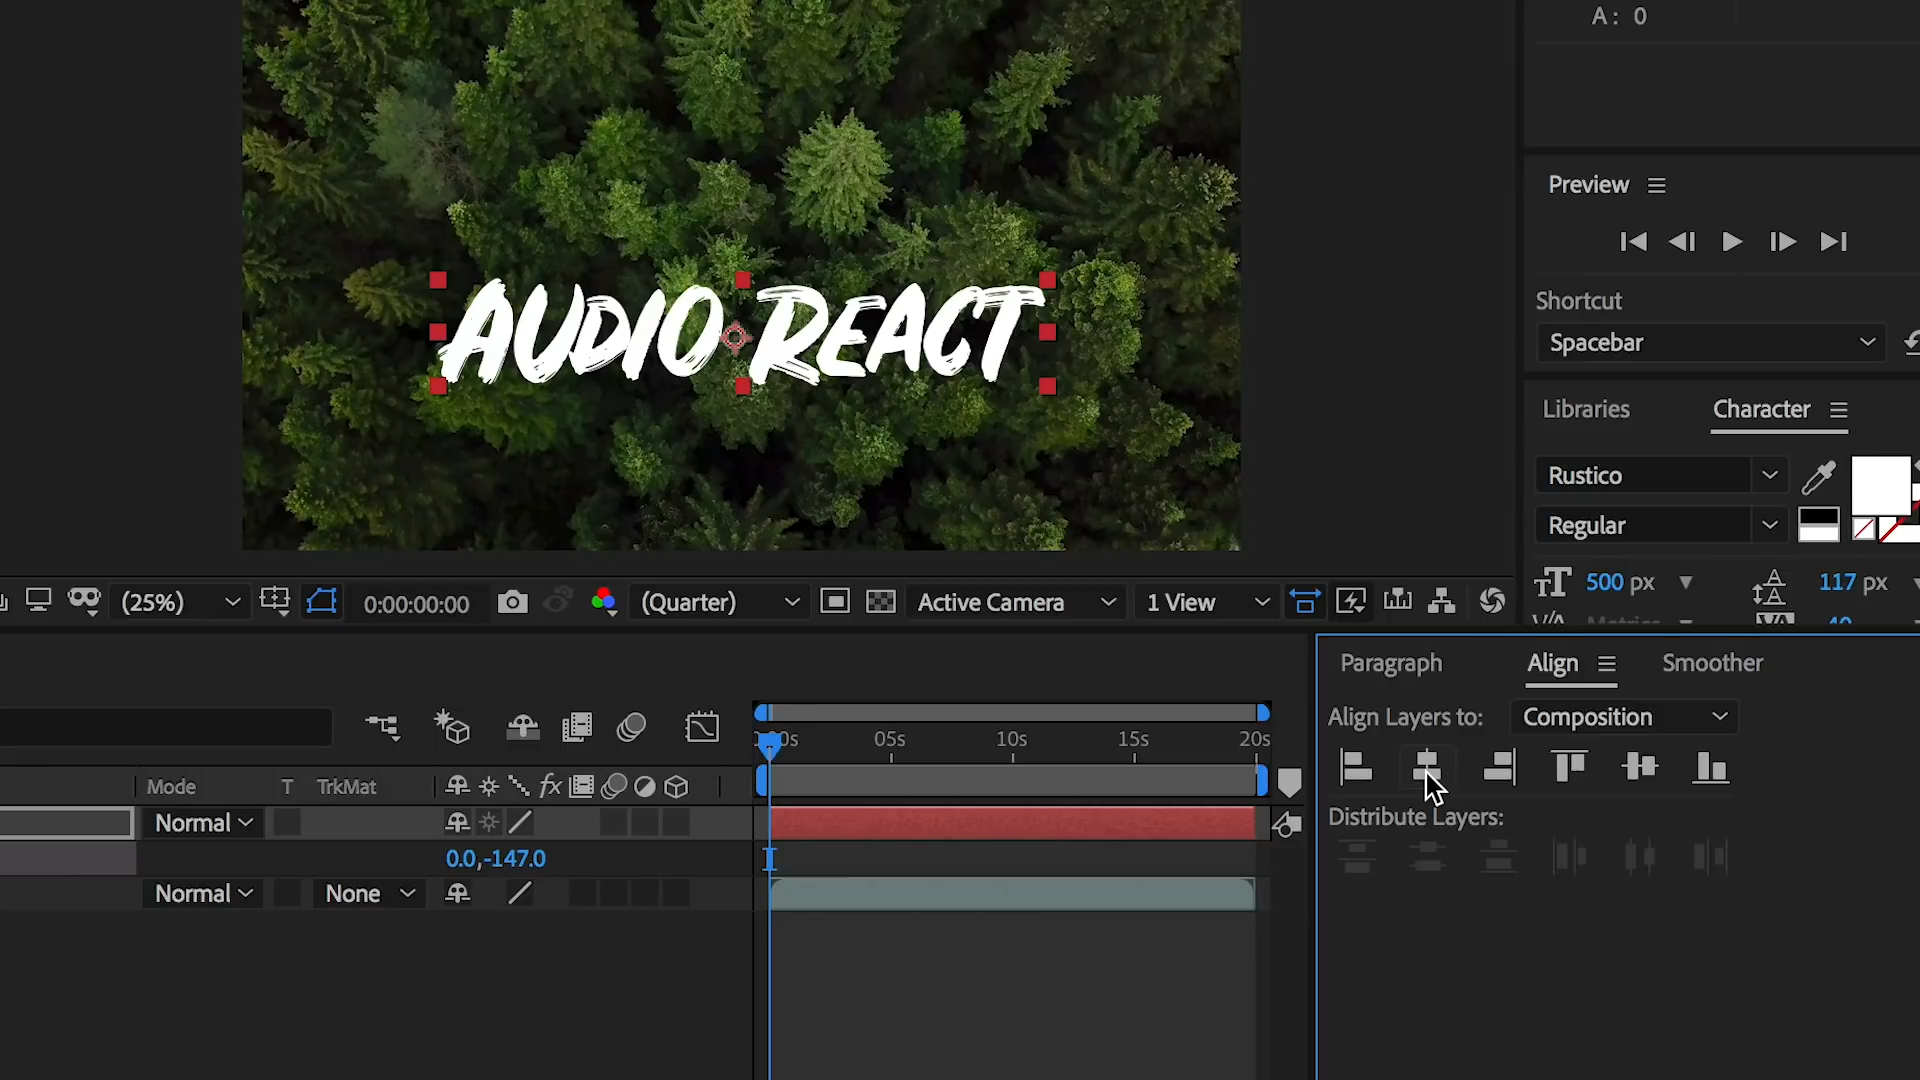 A: 0
Preview
Shortcut
Spacebar
Libraries Character
Rustico
Regular
500 px 117 px
AUDIO REACT
(25%) 0:00:00:00 (Quarter) Active Camera 1 View
Paragraph Align Smoother
Align Layers to: Composition
Distribute Layers:
05s 10s 15s 20s
Mode T TrkMat fx
Normal
0.0,-147.0
Normal None